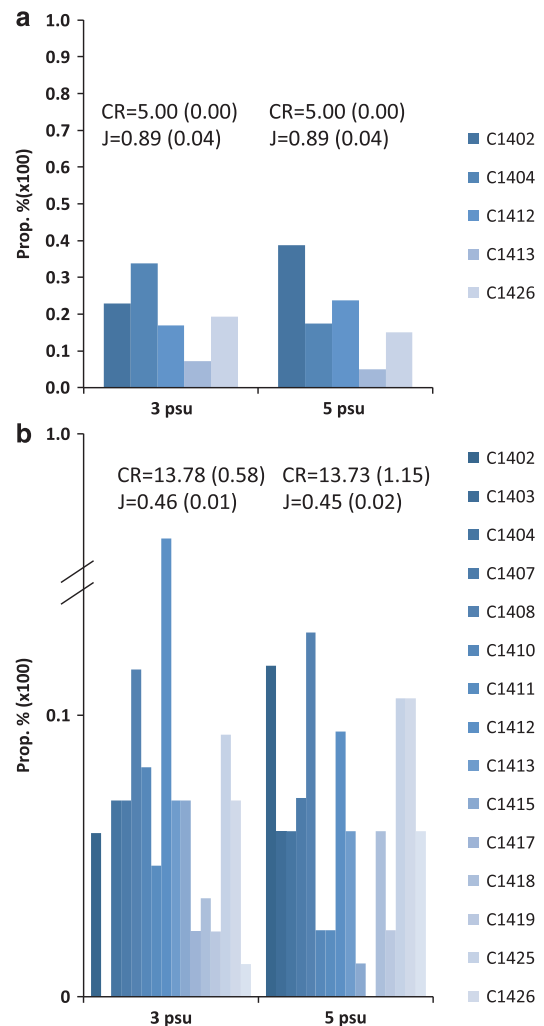 a
1.0
0.9
0.8
0.7
0.6
0.5
0.4
0.3
0.2
0.1
0.0
Prop. %(x100)
CR=5.00 (0.00)
J=0.89 (0.04)
CR=5.00 (0.00)
J=0.89 (0.04)
3 psu
5 psu
C1402
C1404
C1412
C1413
C1426
b
1.0
0.1
0
Prop. % (x100)
CR=13.78 (0.58)
J=0.46 (0.01)
CR=13.73 (1.15)
J=0.45 (0.02)
3 psu
5 psu
C1402
C1403
C1404
C1407
C1408
C1410
C1411
C1412
C1413
C1415
C1417
C1418
C1419
C1425
C1426